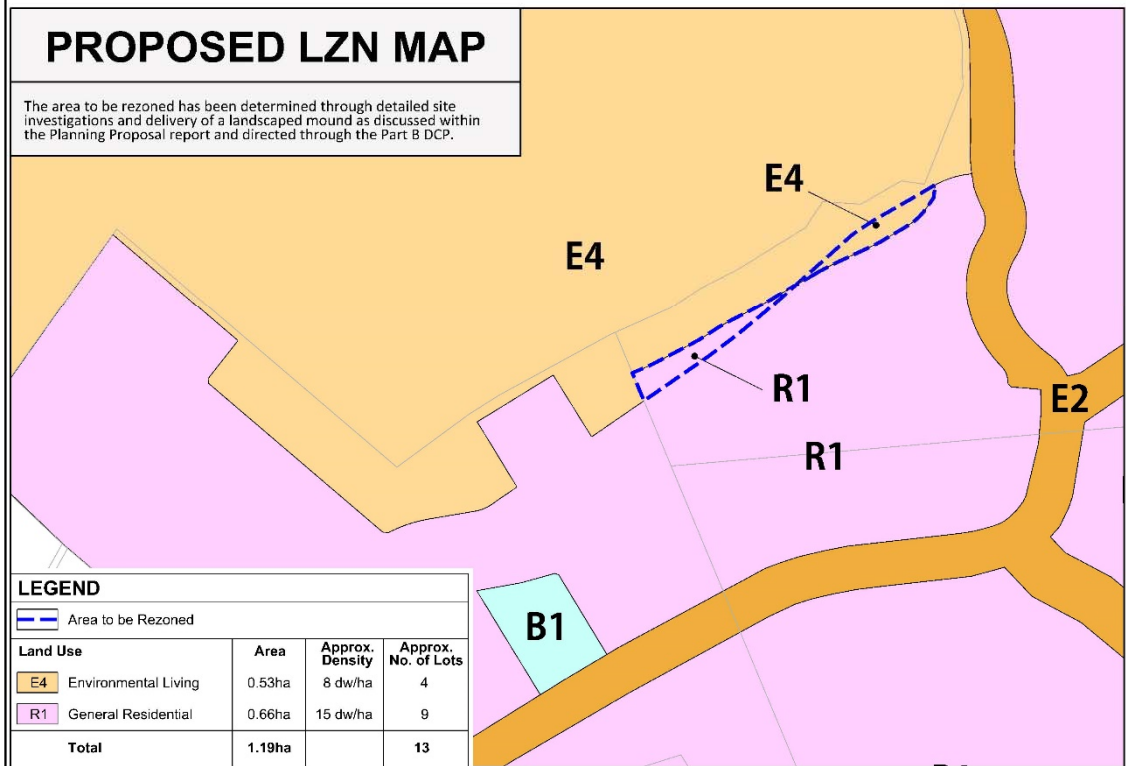 PROPOSED LZN MAP
The area to be rezoned has been determined through detailed site
investigations and delivery of a landscaped mound as discussed within
the Planning Proposal report and directed through the Part B DCP.
E4
E4
R1
E2
R1
B1
LEGEND
Area to be Rezoned
Land Use Area Approx. Density Approx. No. of Lots
E4 Environmental Living 0.53ha 8 dw/ha 4
R1 General Residential 0.66ha 15 dw/ha 9
Total 1.19ha 13